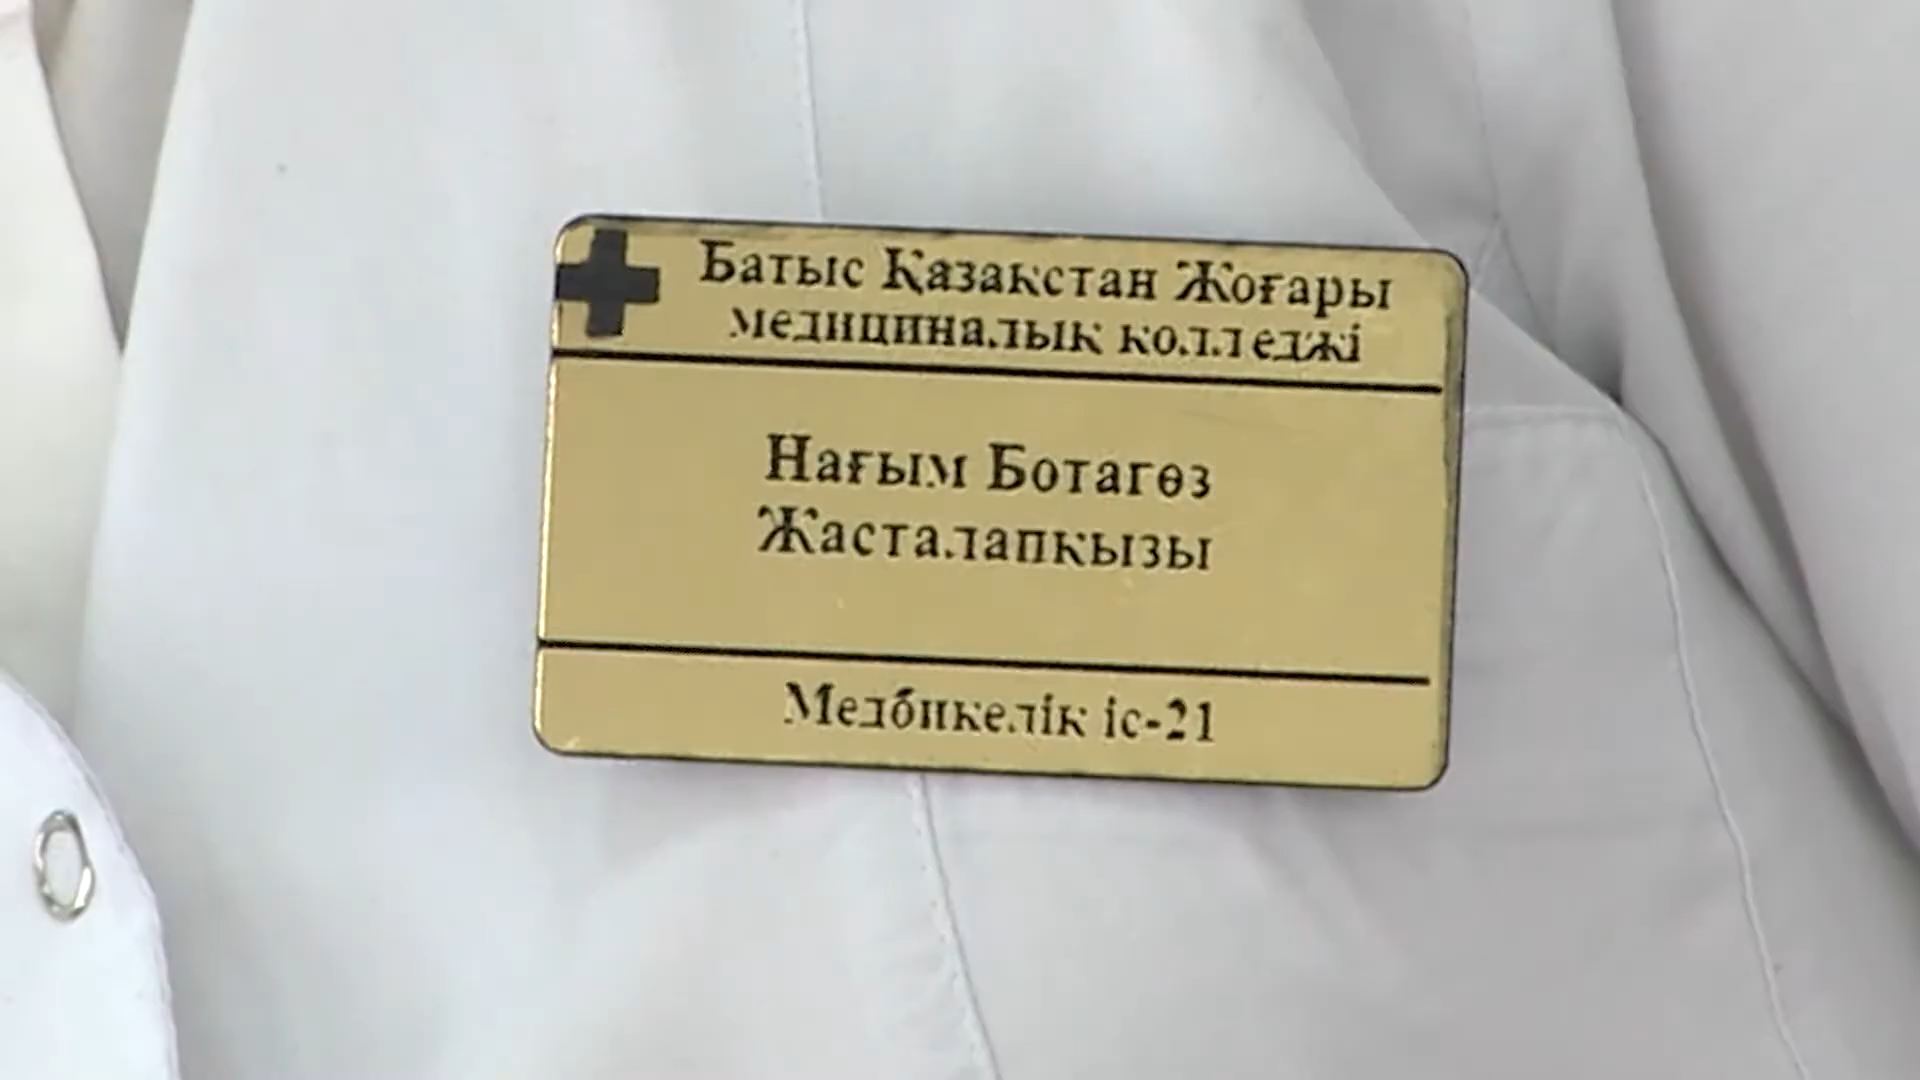 Батыс Қазақстан Жоғары
медициналық колледжі
Нағым Ботагөз
Жасталапқызы
Медбикелік іс-21